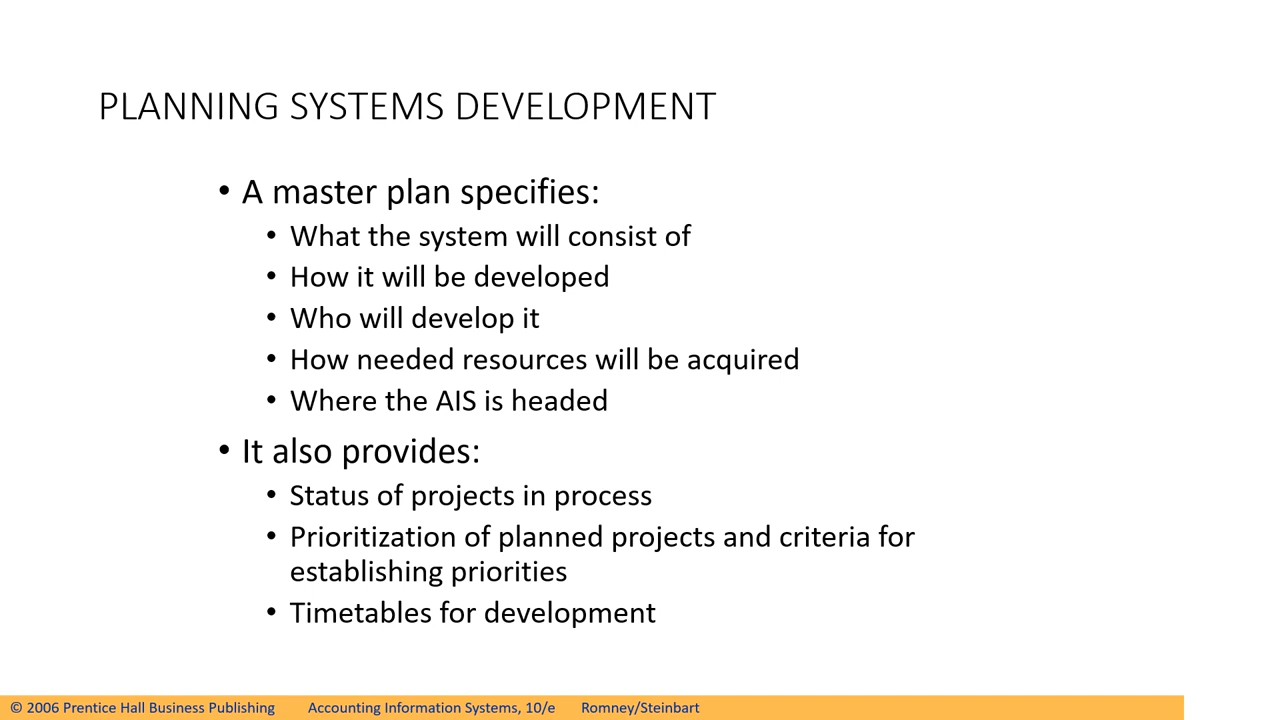 PLANNING SYSTEMS DEVELOPMENT
• A master plan specifies:
• What the system will consist of
• How it will be developed
• Who will develop it
• How needed resources will be acquired
• Where the AIS is headed
• It also provides:
• Status of projects in process
• Prioritization of planned projects and criteria for
establishing priorities
• Timetables for development
© 2006 Prentice Hall Business Publishing Accounting Information Systems, 10/e Romney/Steinbart